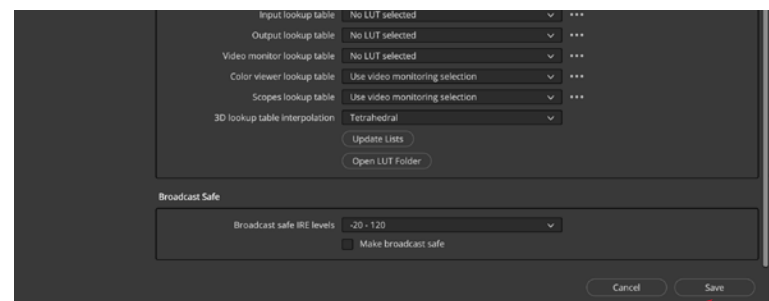 Input lookup table No LUT selected
Output lookup table No LUT selected
Video monitor lookup table No LUT selected
Color viewer lookup table Use video monitoring selection
Scopes lookup table Use video monitoring selection
3D lookup table interpolation Tetrahedral
Update Lists
Open LUT Folder
Broadcast Safe
Broadcast safe IRE levels -20 - 120
Make broadcast safe
Cancel Save